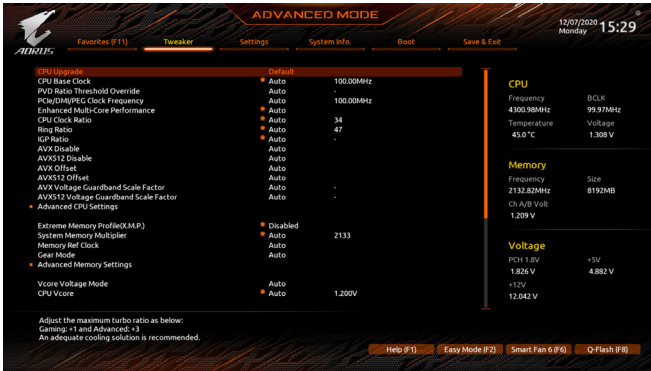 ADVANCED MODE
12/07/2020
Monday
15:29
AORUS
Favorites (F11) Tweaker Settings System Info. Boot Save & Exit
CPU Upgrade Default
CPU Base Clock * Auto 100.00MHz
PVD Ratio Threshold Override Auto -
PCIe/DMI/PEG Clock Frequency Auto 100.00MHz
Enhanced Multi-Core Performance * Auto
CPU Clock Ratio * Auto 34
Ring Ratio * Auto 47
IGP Ratio * Auto -
AVX Disable Auto
AVX512 Disable Auto
AVX Offset Auto
AVX512 Offset Auto
AVX Voltage Guardband Scale Factor Auto -
AVX512 Voltage Guardband Scale Factor Auto -
Advanced CPU Settings
Extreme Memory Profile(X.M.P.) * Disabled
System Memory Multiplier * Auto 2133
Memory Ref Clock Auto
Gear Mode Auto
Advanced Memory Settings
Vcore Voltage Mode Auto
CPU Vcore * Auto 1.200V
CPU
Frequency BCLK
4300.98MHz 99.97MHz
Temperature Voltage
45.0 °C 1.308 V
Memory
Frequency Size
2132.82MHz 8192MB
Ch A/B Volt
1.209 V
Voltage
PCH 1.8V +5V
1.826 V 4.882 V
+12V
12.042 V
Adjust the maximum turbo ratio as below:
Gaming: +1 and Advanced: +3
An adequate cooling solution is recommended.
Help (F1) Easy Mode (F2) Smart Fan 6 (F6) Q-Flash (F8)